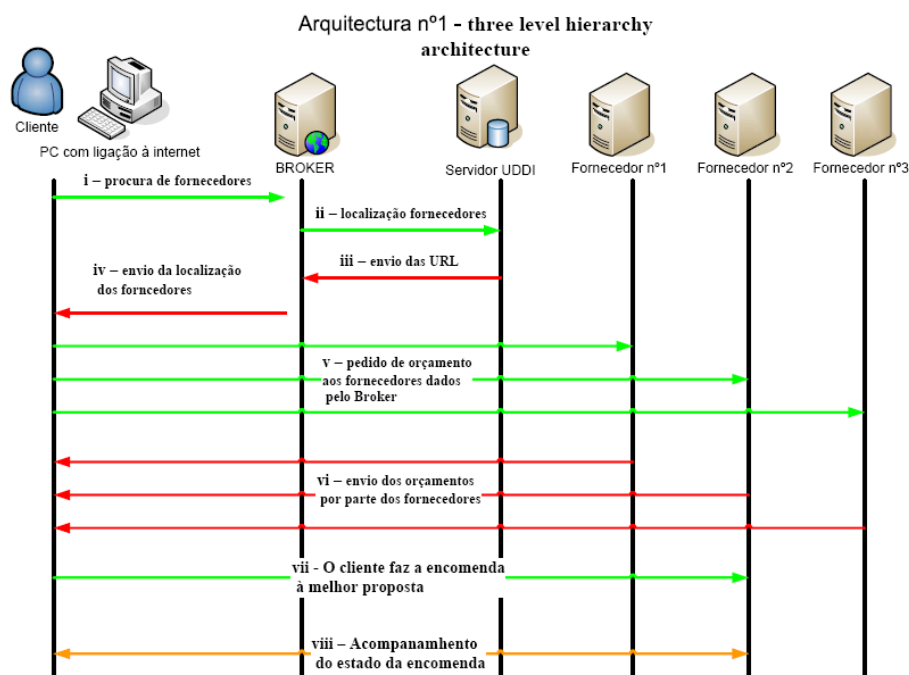 Arquitectura nº1 - three level hierarchy
architecture
Cliente
PC com ligação à internet
BROKER
Servidor UDDI
Fornecedor nº1
Fornecedor nº2
Fornecedor nº3
i – procura de fornecedores
ii – localização fornecedores
iii – envio das URL
iv – envio da localização
dos forncedores
v – pedido de orçamento
aos fornecedores dados
pelo Broker
vi – envio dos orçamentos
por parte dos fornecedores
vii - O cliente faz a encomenda
à melhor proposta
viii – Acompanamhento
do estado da encomenda